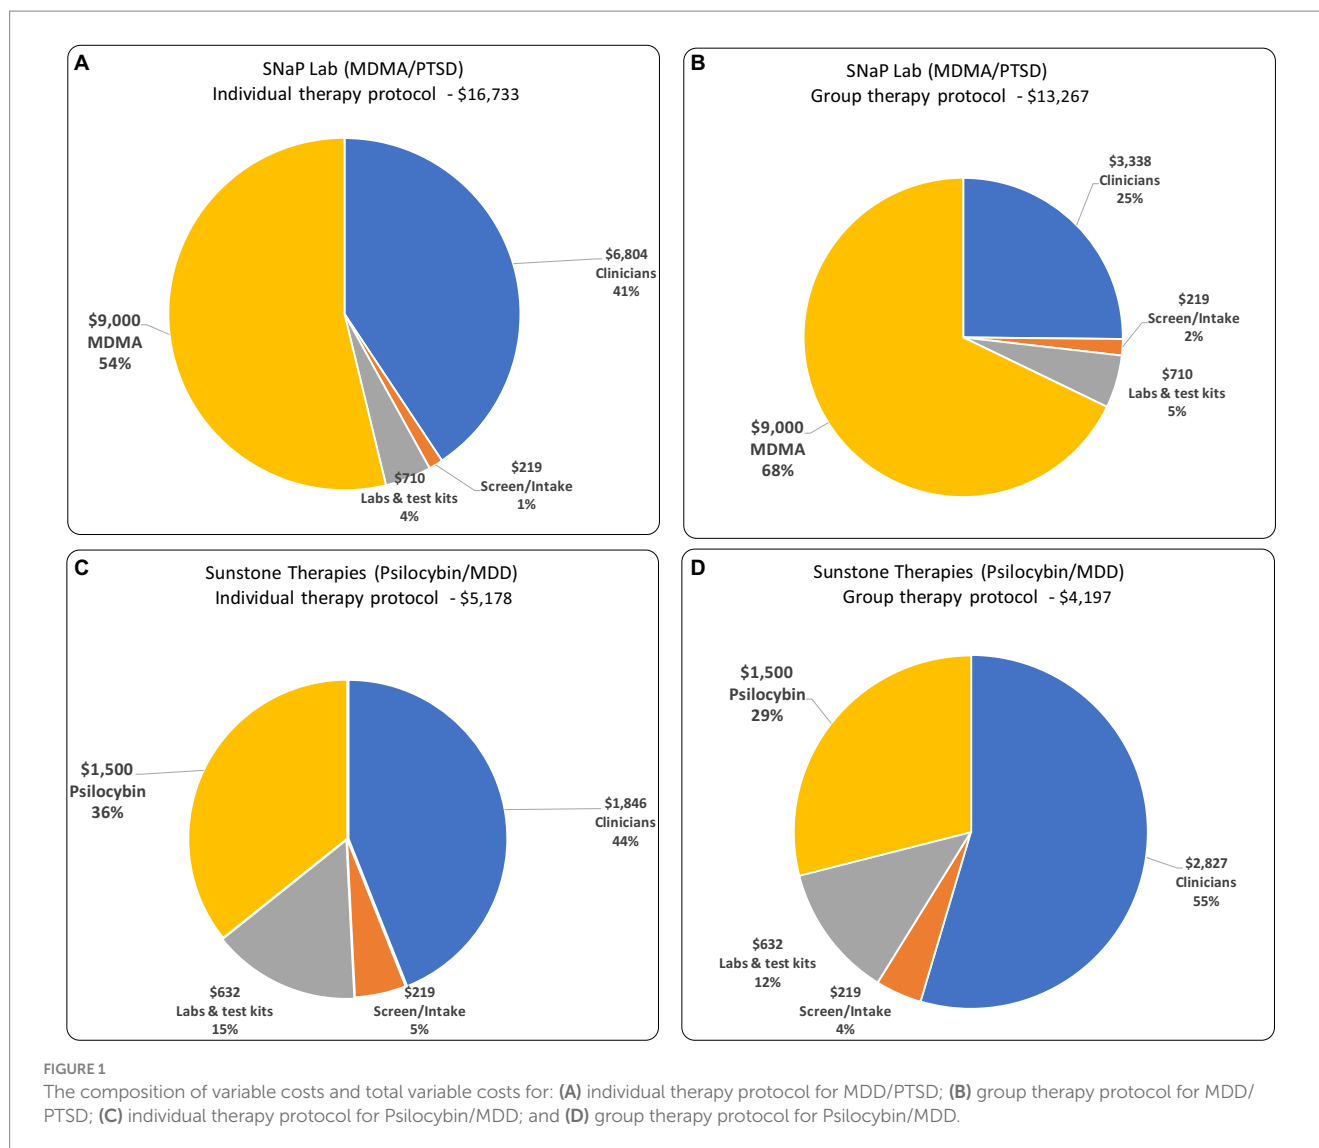 A
SNaP Lab (MDMA/PTSD)
Individual therapy protocol - $16,733
$6,804
Clinicians
41%
$9,000
MDMA
54%
$710
Labs & test kits
4%
$219
Screen/Intake
1%
B
SNaP Lab (MDMA/PTSD)
Group therapy protocol - $13,267
$3,338
Clinicians
25%
$219
Screen/Intake
2%
$710
Labs & test kits
5%
$9,000
MDMA
68%
C
Sunstone Therapies (Psilocybin/MDD)
Individual therapy protocol - $5,178
$1,500
Psilocybin
36%
$1,846
Clinicians
44%
$632
Labs & test kits
15%
$219
Screen/Intake
5%
D
Sunstone Therapies (Psilocybin/MDD)
Group therapy protocol - $4,197
$1,500
Psilocybin
29%
$2,827
Clinicians
55%
$632
Labs & test kits
12%
$219
Screen/Intake
4%
FIGURE 1
The composition of variable costs and total variable costs for: (A) individual therapy protocol for MDD/PTSD; (B) group therapy protocol for MDD/
PTSD; (C) individual therapy protocol for Psilocybin/MDD; and (D) group therapy protocol for Psilocybin/MDD.